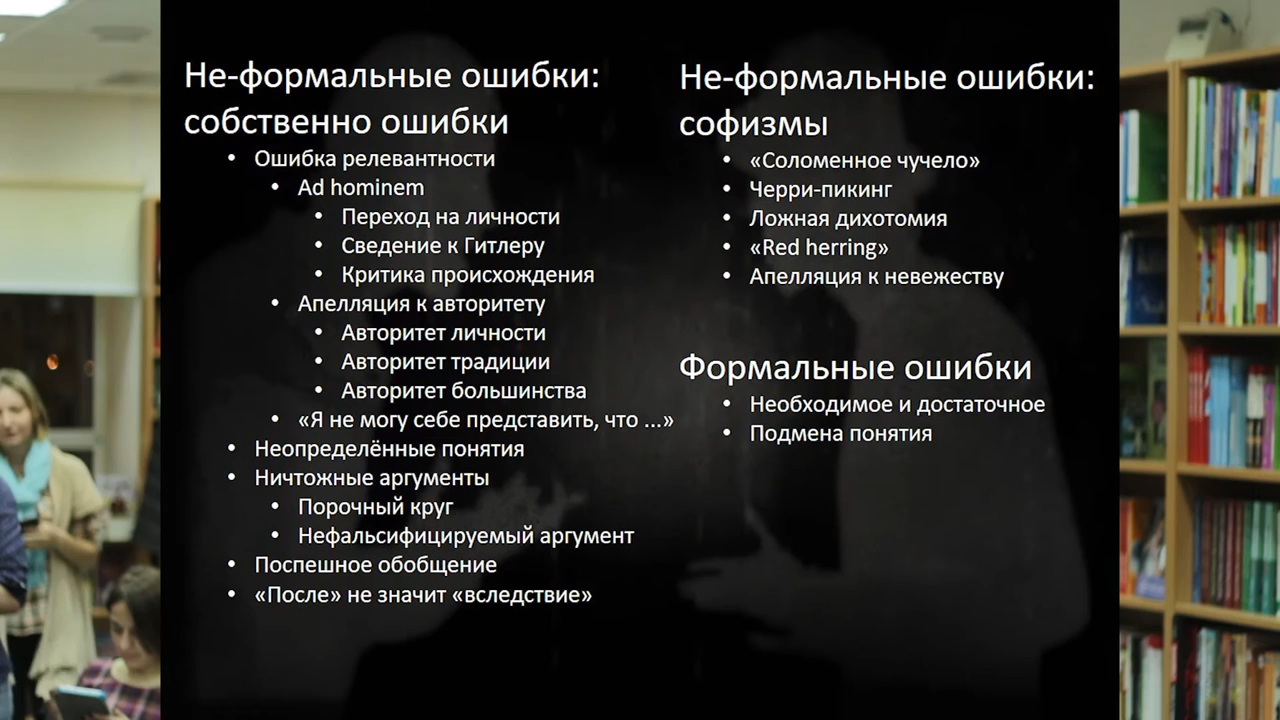 Не-формальные ошибки:
собственно ошибки
• Ошибка релевантности
• Ad hominem
• Переход на личности
• Сведение к Гитлеру
• Критика происхождения
• Апелляция к авторитету
• Авторитет личности
• Авторитет традиции
• Авторитет большинства
• «Я не могу себе представить, что ...»
• Неопределённые понятия
• Ничтожные аргументы
• Порочный круг
• Нефальсифицируемый аргумент
• Поспешное обобщение
• «После» не значит «вследствие»
Не-формальные ошибки:
софизмы
• «Соломенное чучело»
• Черри-пикинг
• Ложная дихотомия
• «Red herring»
• Апелляция к невежеству
Формальные ошибки
• Необходимое и достаточное
• Подмена понятия